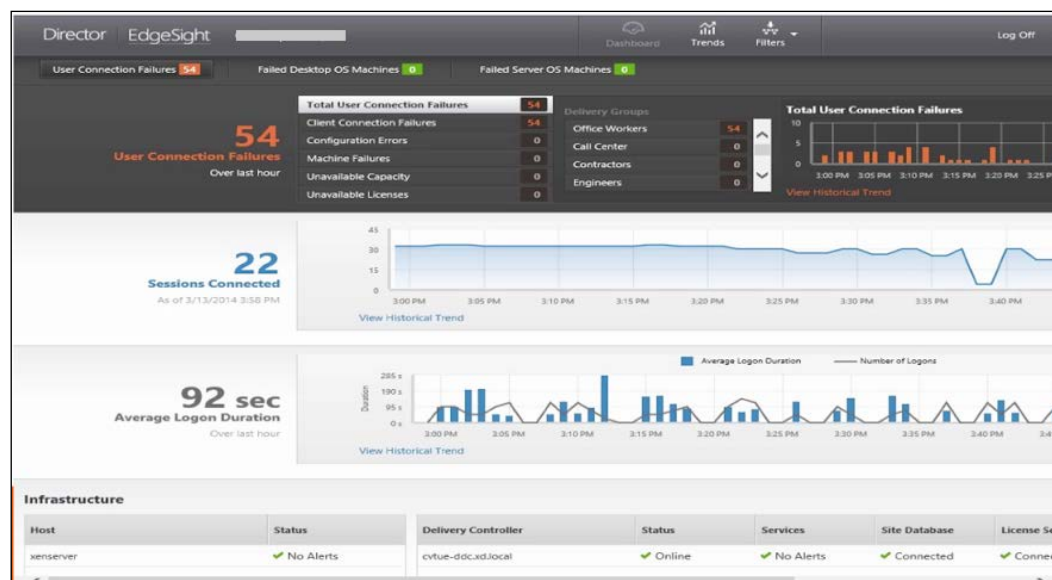 Director EdgeSight
Dashboard Trends Filters Log Off
User Connection Failures 54 Failed Desktop OS Machines 0 Failed Server OS Machines 0
54
User Connection Failures
Over last hour
Total User Connection Failures 54
Client Connection Failures 54
Configuration Errors 0
Machine Failures 0
Unavailable Capacity 0
Unavailable Licenses 0
Delivery Groups
Office Workers 54
Call Center 0
Contractors 0
Engineers 0
Total User Connection Failures
10
5
0
3:00 PM 3:05 PM 3:10 PM 3:15 PM 3:20 PM 3:25 P
View Historical Trend
22
Sessions Connected
As of 3/13/2014 3:58 PM
45
30
15
0
3:00 PM 3:05 PM 3:10 PM 3:15 PM 3:20 PM 3:25 PM 3:30 PM 3:35 PM 3:40 PM
View Historical Trend
92 sec
Average Logon Duration
Over last hour
Average Logon Duration Number of Logons
Duration
285 s
190 s
95 s
0 s
3:00 PM 3:05 PM 3:10 PM 3:15 PM 3:20 PM 3:25 PM 3:30 PM 3:35 PM 3:40 PM 3:4
View Historical Trend
Infrastructure
Host Status Delivery Controller Status Services Site Database License Se
xenserver No Alerts cvtue-ddc.xd.local Online No Alerts Connected Connec